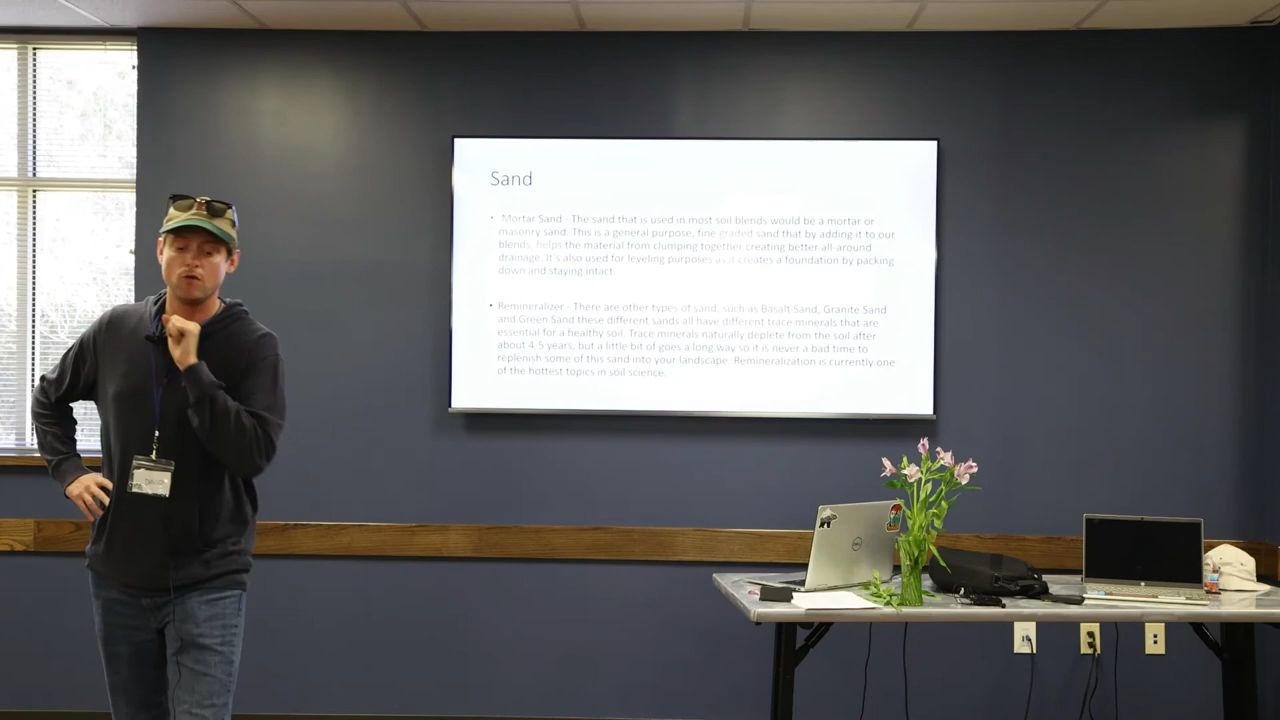 Sand
• Mortar Sand - The sand that is used in most soil blends would be a mortar or
masonry sand. This is a general purpose, fine graded sand that by adding it to our
blends, helps the material from clumping together creating better all-around
drainage. It's also used for leveling purposes as it creates a foundation by packing
down and staying intact.
• Remineralizer - There are other types of sand, such as Basalt Sand, Granite Sand
and Green Sand these different sands all have different trace minerals that are
essential for a healthy soil. Trace minerals naturally deplete from the soil after
about 4-5 years, but a little bit of goes a long way so it is never a bad time to
replenish some of this sand into your landscape. Remineralization is currently one
of the hottest topics in soil science.
DELL